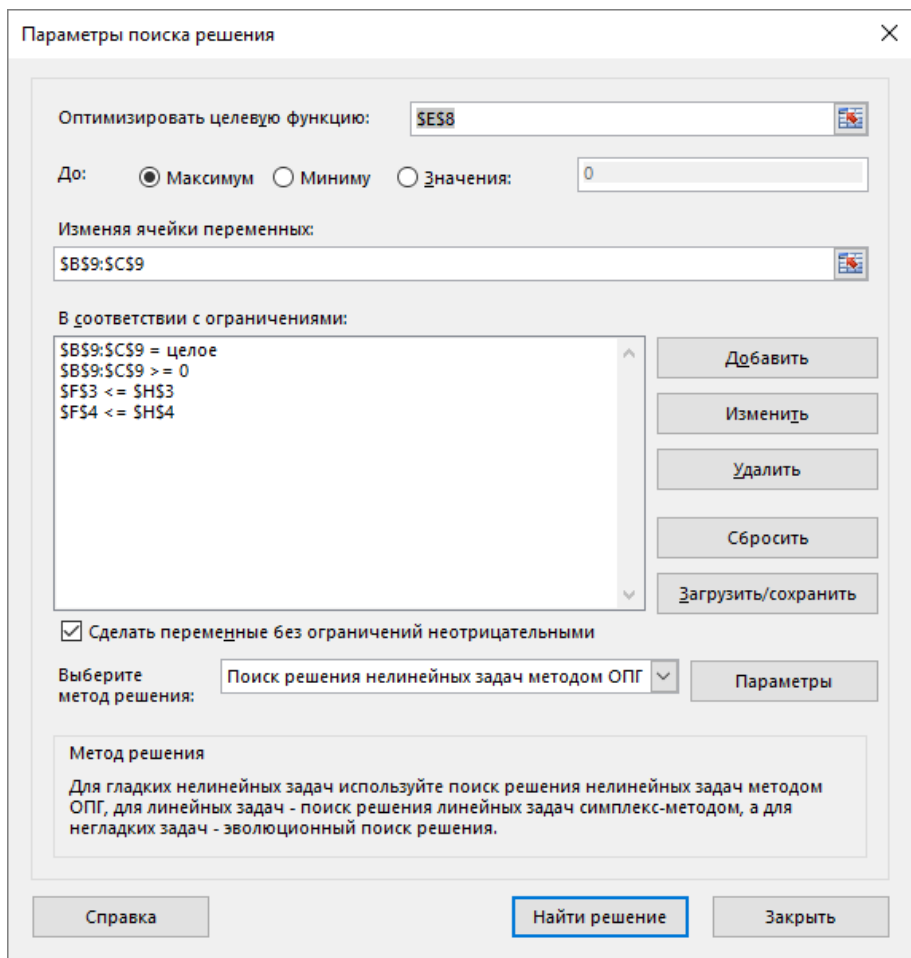 Параметры поиска решения
Оптимизировать целевую функцию: $E$8
До: Максимум Миниму Значения: 0
Изменяя ячейки переменных:
$B$9:$C$9
В соответствии с ограничениями:
$B$9:$C$9 = целое
$B$9:$C$9 >= 0
$F$3 <= $H$3
$F$4 <= $H$4
Добавить
Изменить
Удалить
Сбросить
Загрузить/сохранить
Сделать переменные без ограничений неотрицательными
Выберите
метод решения:
Поиск решения нелинейных задач методом ОПГ
Параметры
Метод решения
Для гладких нелинейных задач используйте поиск решения нелинейных задач методом
ОПГ, для линейных задач - поиск решения линейных задач симплекс-методом, а для
негладких задач - эволюционный поиск решения.
Справка
Найти решение
Закрыть